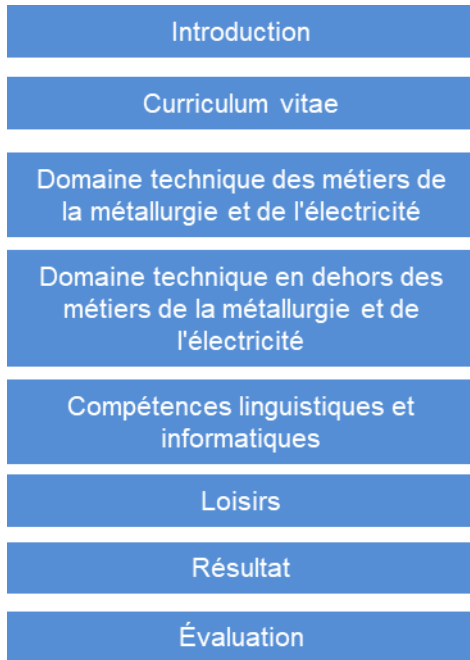 Introduction
Curriculum vitae
Domaine technique des métiers de
la métallurgie et de l'électricité
Domaine technique en dehors des
métiers de la métallurgie et de
l'électricité
Compétences linguistiques et
informatiques
Loisirs
Résultat
Évaluation